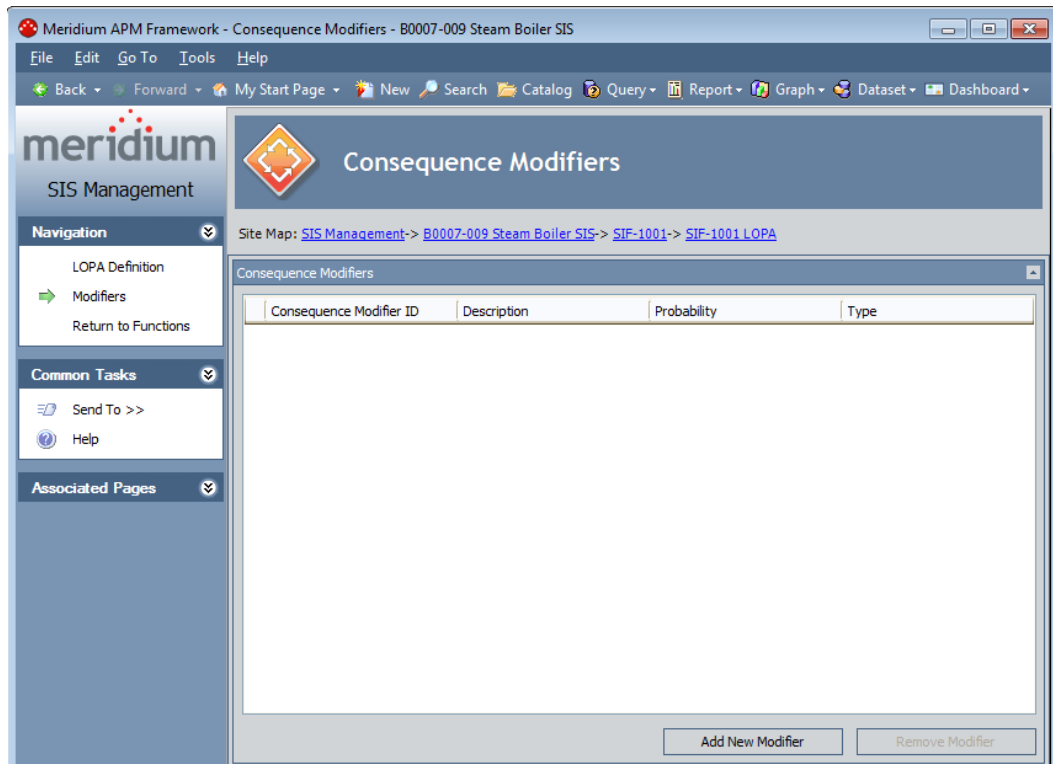 Meridium APM Framework - Consequence Modifiers - B0007-009 Steam Boiler SIS
File Edit Go To Tools Help
Back Forward My Start Page New Search Catalog Query Report Graph Dataset Dashboard
meridium
SIS Management
Consequence Modifiers
Navigation
LOPA Definition
Modifiers
Return to Functions
Common Tasks
Send To >>
Help
Associated Pages
Site Map: SIS Management-> B0007-009 Steam Boiler SIS-> SIF-1001-> SIF-1001 LOPA
Consequence Modifiers
Consequence Modifier ID Description Probability Type
Add New Modifier Remove Modifier